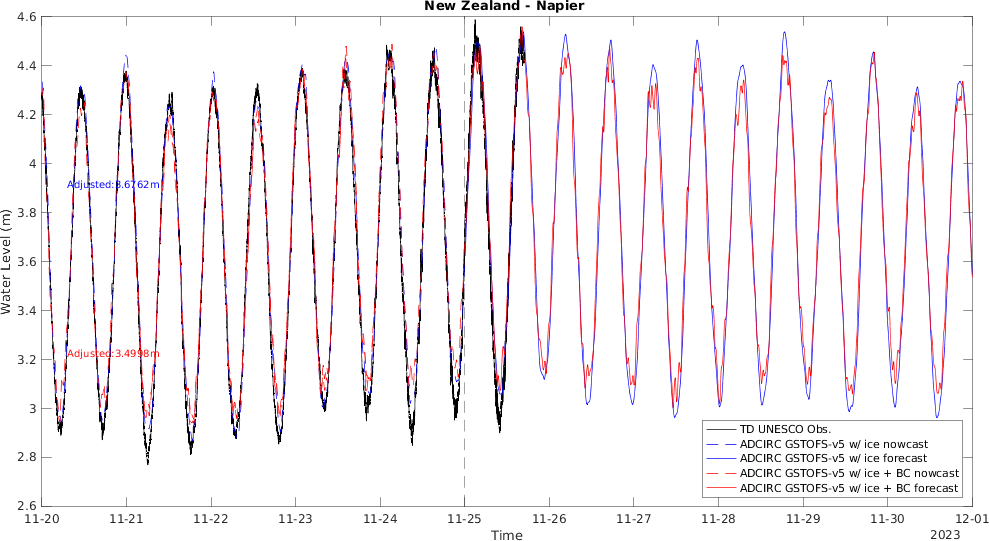 New Zealand - Napier
4.6
4.4
4.2
4
3.8
3.6
3.4
3.2
3
2.8
2.6
Water Level (m)
Adjusted:3.6762m
Adjusted:3.4998m
TD UNESCO Obs.
ADCIRC GSTOFS-v5 w/ ice nowcast
ADCIRC GSTOFS-v5 w/ ice forecast
ADCIRC GSTOFS-v5 w/ ice + BC nowcast
ADCIRC GSTOFS-v5 w/ ice + BC forecast
11-20 11-21 11-22 11-23 11-24 11-25 11-26 11-27 11-28 11-29 11-30 12-01
Time
2023